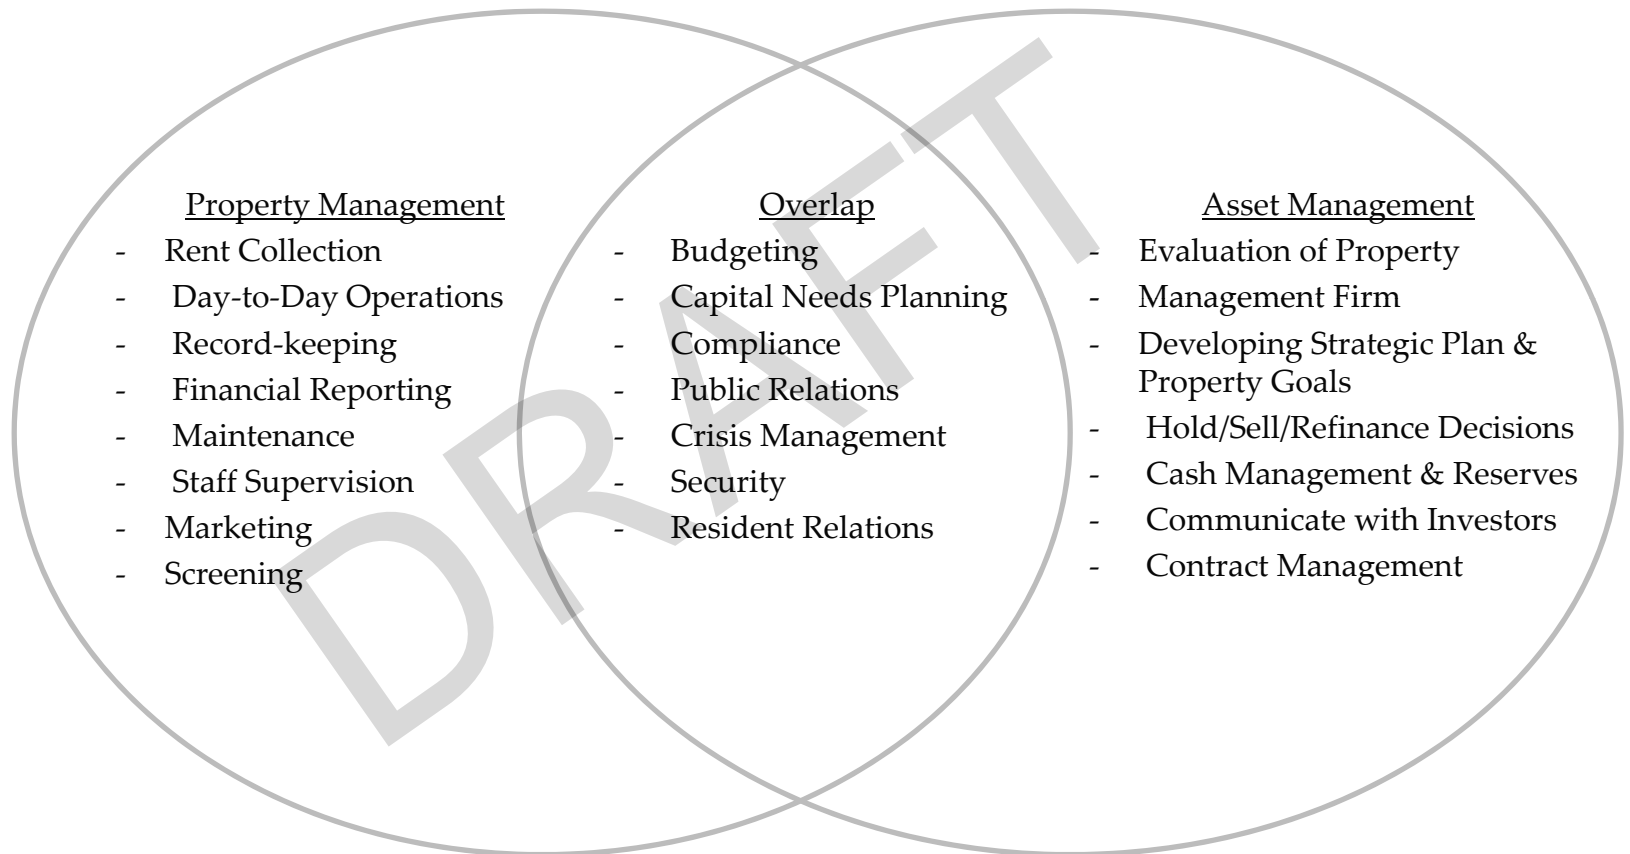 Property Management
- Rent Collection
- Day-to-Day Operations
- Record-keeping
- Financial Reporting
- Maintenance
- Staff Supervision
- Marketing
- Screening
Overlap
- Budgeting
- Capital Needs Planning
- Compliance
- Public Relations
- Crisis Management
- Security
- Resident Relations
Asset Management
- Evaluation of Property
- Management Firm
- Developing Strategic Plan &
Property Goals
- Hold/Sell/Refinance Decisions
- Cash Management & Reserves
- Communicate with Investors
- Contract Management
DRAFT